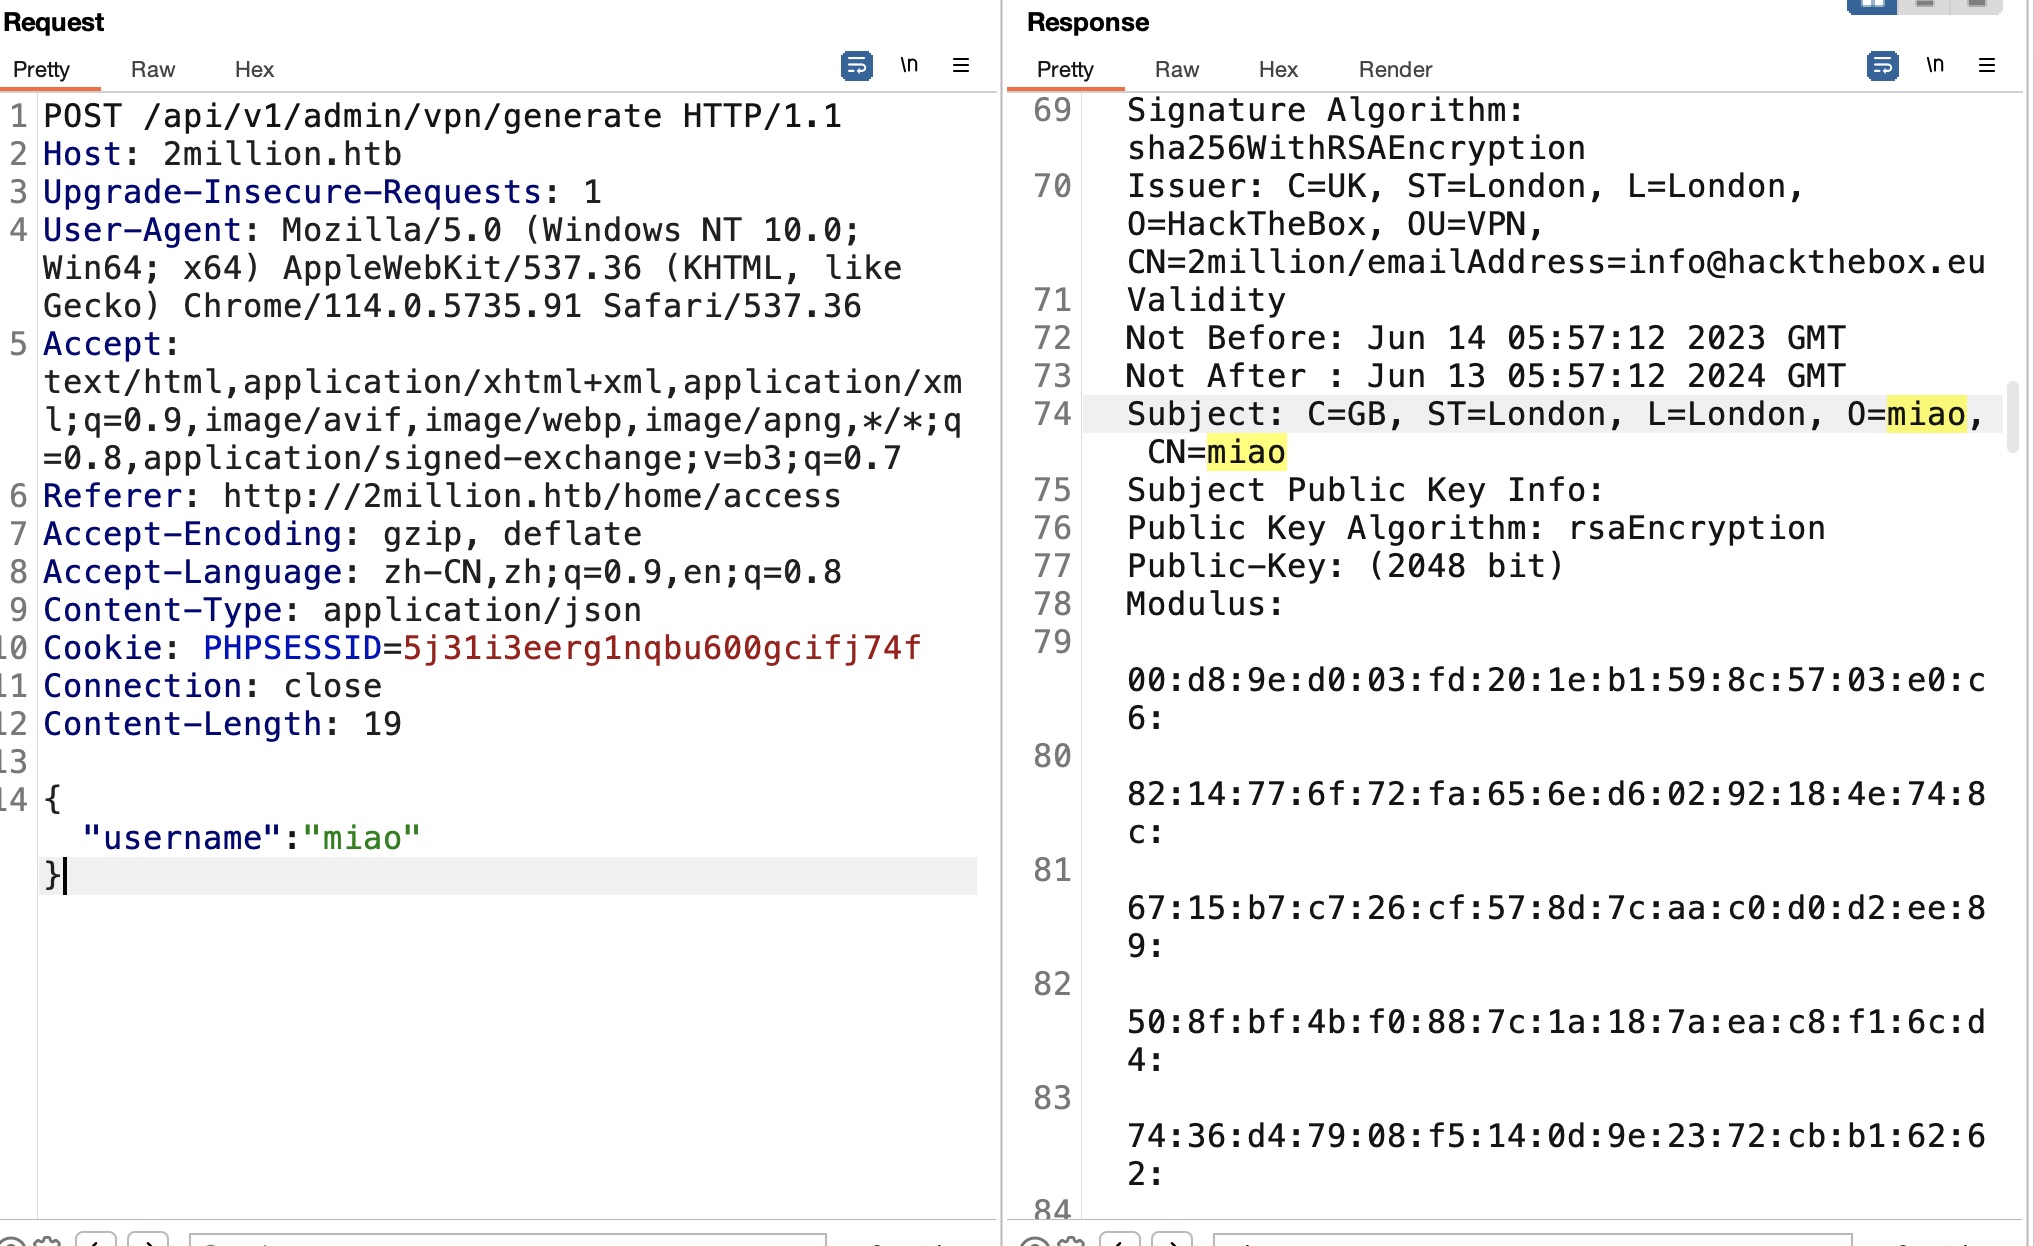 Request
Pretty Raw Hex \n
1 POST /api/v1/admin/vpn/generate HTTP/1.1
2 Host: 2million.htb
3 Upgrade-Insecure-Requests: 1
4 User-Agent: Mozilla/5.0 (Windows NT 10.0;
Win64; x64) AppleWebKit/537.36 (KHTML, like
Gecko) Chrome/114.0.5735.91 Safari/537.36
5 Accept:
text/html,application/xhtml+xml,application/xm
l;q=0.9,image/avif,image/webp,image/apng,*/*;q
=0.8,application/signed-exchange;v=b3;q=0.7
6 Referer: http://2million.htb/home/access
7 Accept-Encoding: gzip, deflate
8 Accept-Language: zh-CN,zh;q=0.9,en;q=0.8
9 Content-Type: application/json
10 Cookie: PHPSESSID=5j31i3eerg1nqbu600gcifj74f
11 Connection: close
12 Content-Length: 19
13
14 {
"username":"miao"
}
Response
Pretty Raw Hex Render \n
69 Signature Algorithm:
sha256WithRSAEncryption
70 Issuer: C=UK, ST=London, L=London,
O=HackTheBox, OU=VPN,
CN=2million/emailAddress=info@hackthebox.eu
71 Validity
72 Not Before: Jun 14 05:57:12 2023 GMT
73 Not After : Jun 13 05:57:12 2024 GMT
74 Subject: C=GB, ST=London, L=London, O=miao,
CN=miao
75 Subject Public Key Info:
76 Public Key Algorithm: rsaEncryption
77 Public-Key: (2048 bit)
78 Modulus:
79
00:d8:9e:d0:03:fd:20:1e:b1:59:8c:57:03:e0:c
6:
80
82:14:77:6f:72:fa:65:6e:d6:02:92:18:4e:74:8
c:
81
67:15:b7:c7:26:cf:57:8d:7c:aa:c0:d0:d2:ee:8
9:
82
50:8f:bf:4b:f0:88:7c:1a:18:7a:ea:c8:f1:6c:d
4:
83
74:36:d4:79:08:f5:14:0d:9e:23:72:cb:b1:62:6
2:
84